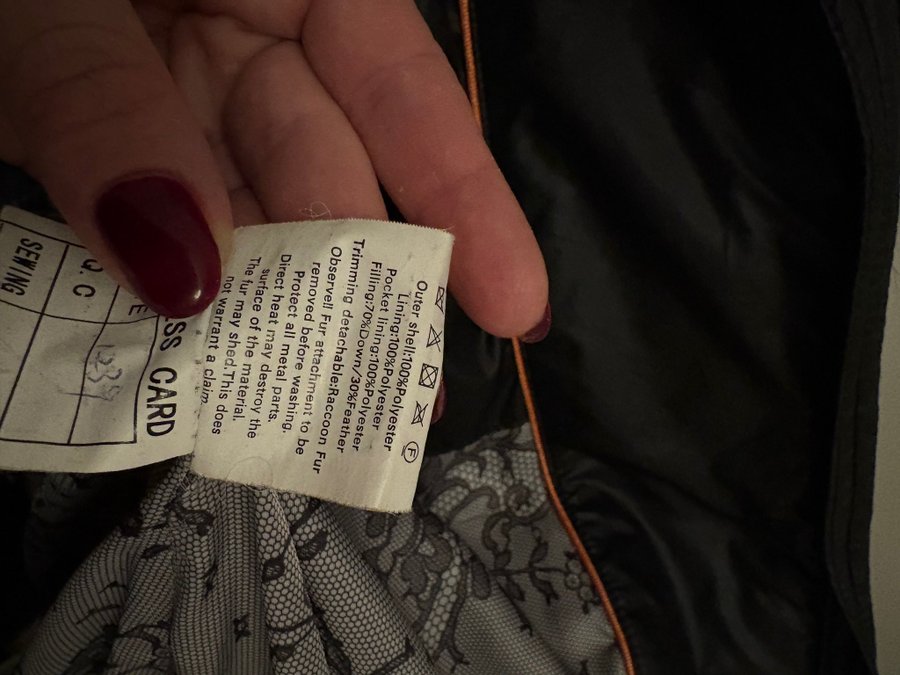 Outer shell:100%Polyester
Lining:100%Polyester
Pocket lining:100%Polyester
Filling:70%Down/30%Feather
Trimming detachable:Raccoon Fur
Observe!! Fur attachment to be
removed before washing.
Protect all metal parts.
Direct heat may destroy the
surface of the material.
The fur may shed.This does
not warrant a claim.
F
SS CARD
E
Q. C
SEWING